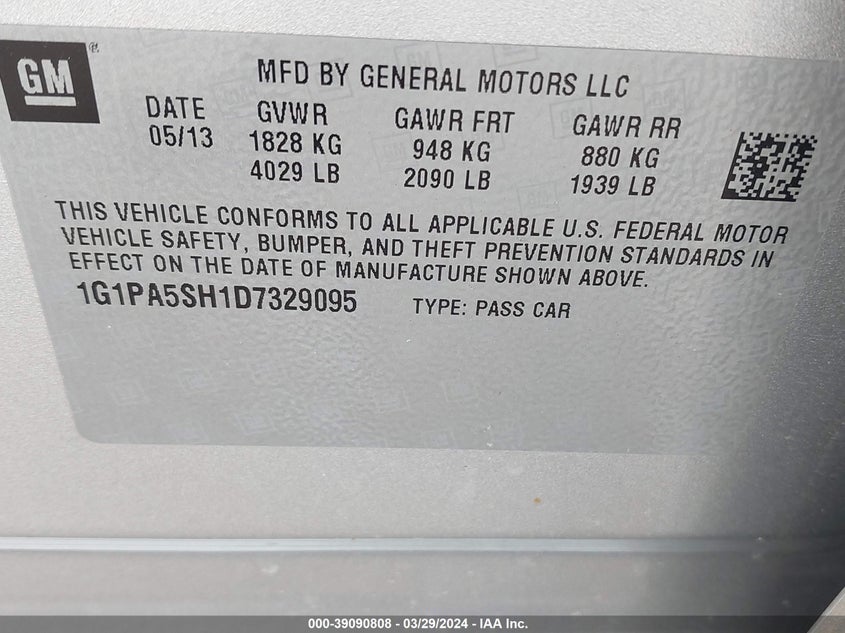 GM
MFD BY GENERAL MOTORS LLC
DATE GVWR GAWR FRT GAWR RR
05/13 1828 KG 948 KG 880 KG
4029 LB 2090 LB 1939 LB
THIS VEHICLE CONFORMS TO ALL APPLICABLE U.S. FEDERAL MOTOR
VEHICLE SAFETY, BUMPER, AND THEFT PREVENTION STANDARDS IN
EFFECT ON THE DATE OF MANUFACTURE SHOWN ABOVE.
1G1PA5SH1D7329095 TYPE: PASS CAR
000-39090808 - 03/29/2024 - IAA Inc.